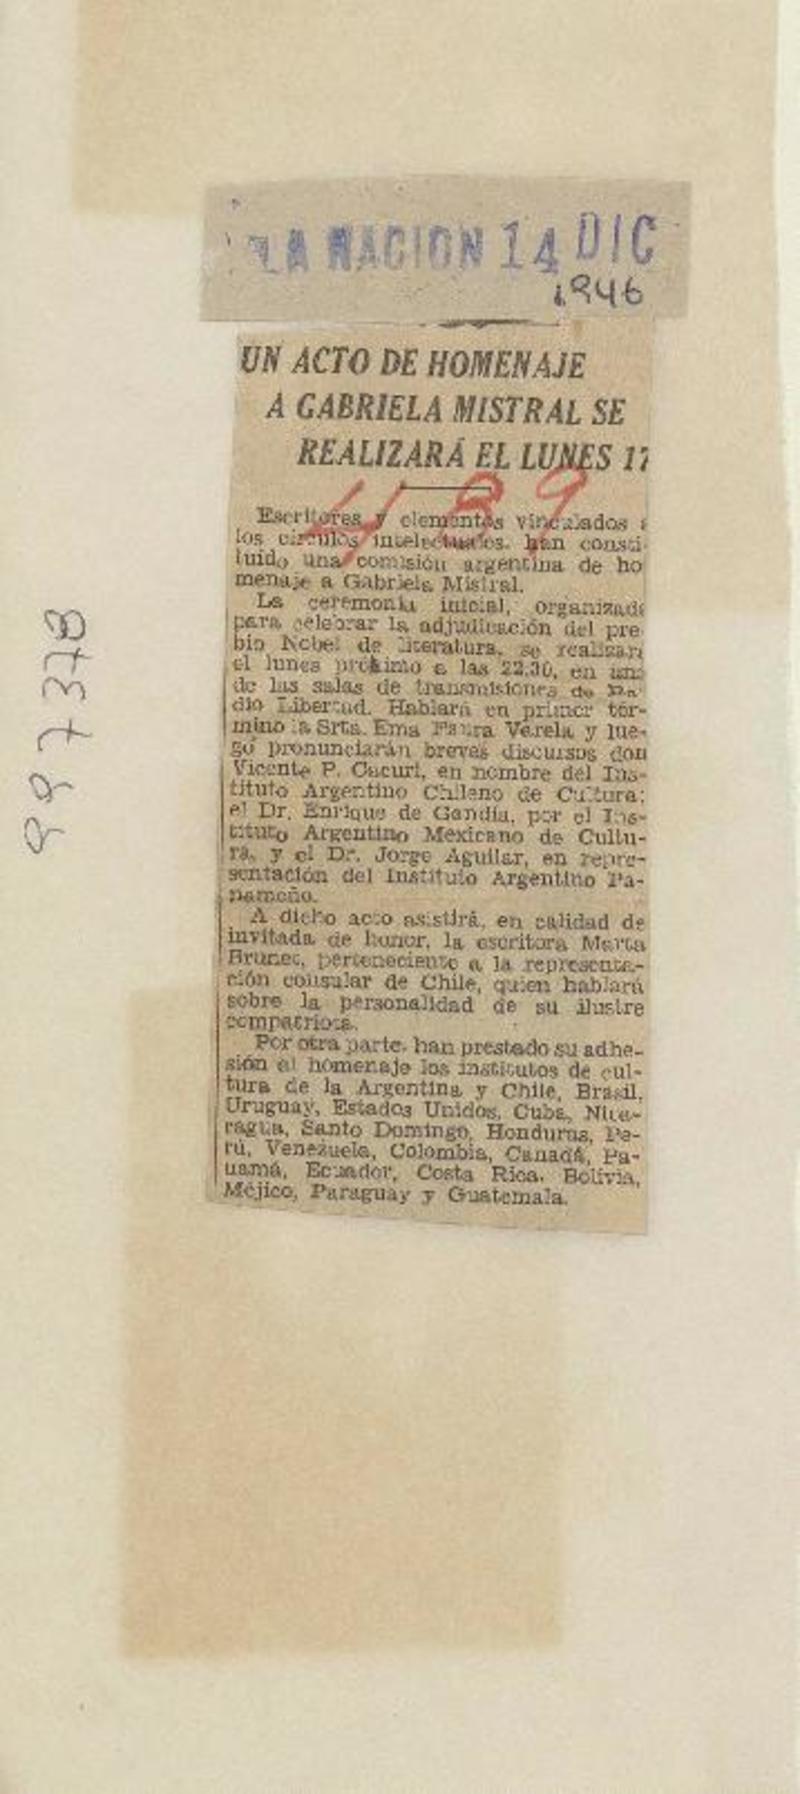 LA NACION 14 DIC
1946
UN ACTO DE HOMENAJE
A GABRIELA MISTRAL SE
REALIZARÁ EL LUNES 17
489
Escritores y elementos vinculados a
los círculos intelectuales, han consti-
tuído una comisión argentina de ho
menaje a Gabriela Mistral.
La ceremonia inicial, organizada
para celebrar la adjudicación del pre
bio Nobel de literatura, se realizará
el lunes próximo a las 22.30, en una
de las salas de transmisiones de Ra-
dio Libertad. Hablará en primer tér-
mino la Srta. Ema Varela y lue-
go pronunciarán breves discursos don
Vicente P. Cacuri, en nombre del Ins-
tituto Argentino Chileno de Cultura;
el Dr. Enrique de Gandía, por el Ins-
tituto Argentino Mexicano de Cultu-
ra, y el Dr. Jorge Aguilar, en repre-
sentación del Instituto Argentino Pa-
nameño.
A dicho acto asistirá, en calidad de
invitada de honor, la escritora Marta
Brunet, perteneciente a la representa-
ción consular de Chile, quien hablará
sobre la personalidad de su ilustre
compatriota.
Por otra parte, han prestado su adhe-
sión al homenaje los institutos de cul-
tura de la Argentina y Chile, Brasil,
Uruguay, Estados Unidos, Cuba, Nica-
ragua, Santo Domingo, Honduras, Pe-
rú, Venezuela, Colombia, Canadá, Pa-
namá, Ecuador, Costa Rica, Bolivia,
Méjico, Paraguay y Guatemala.
997378